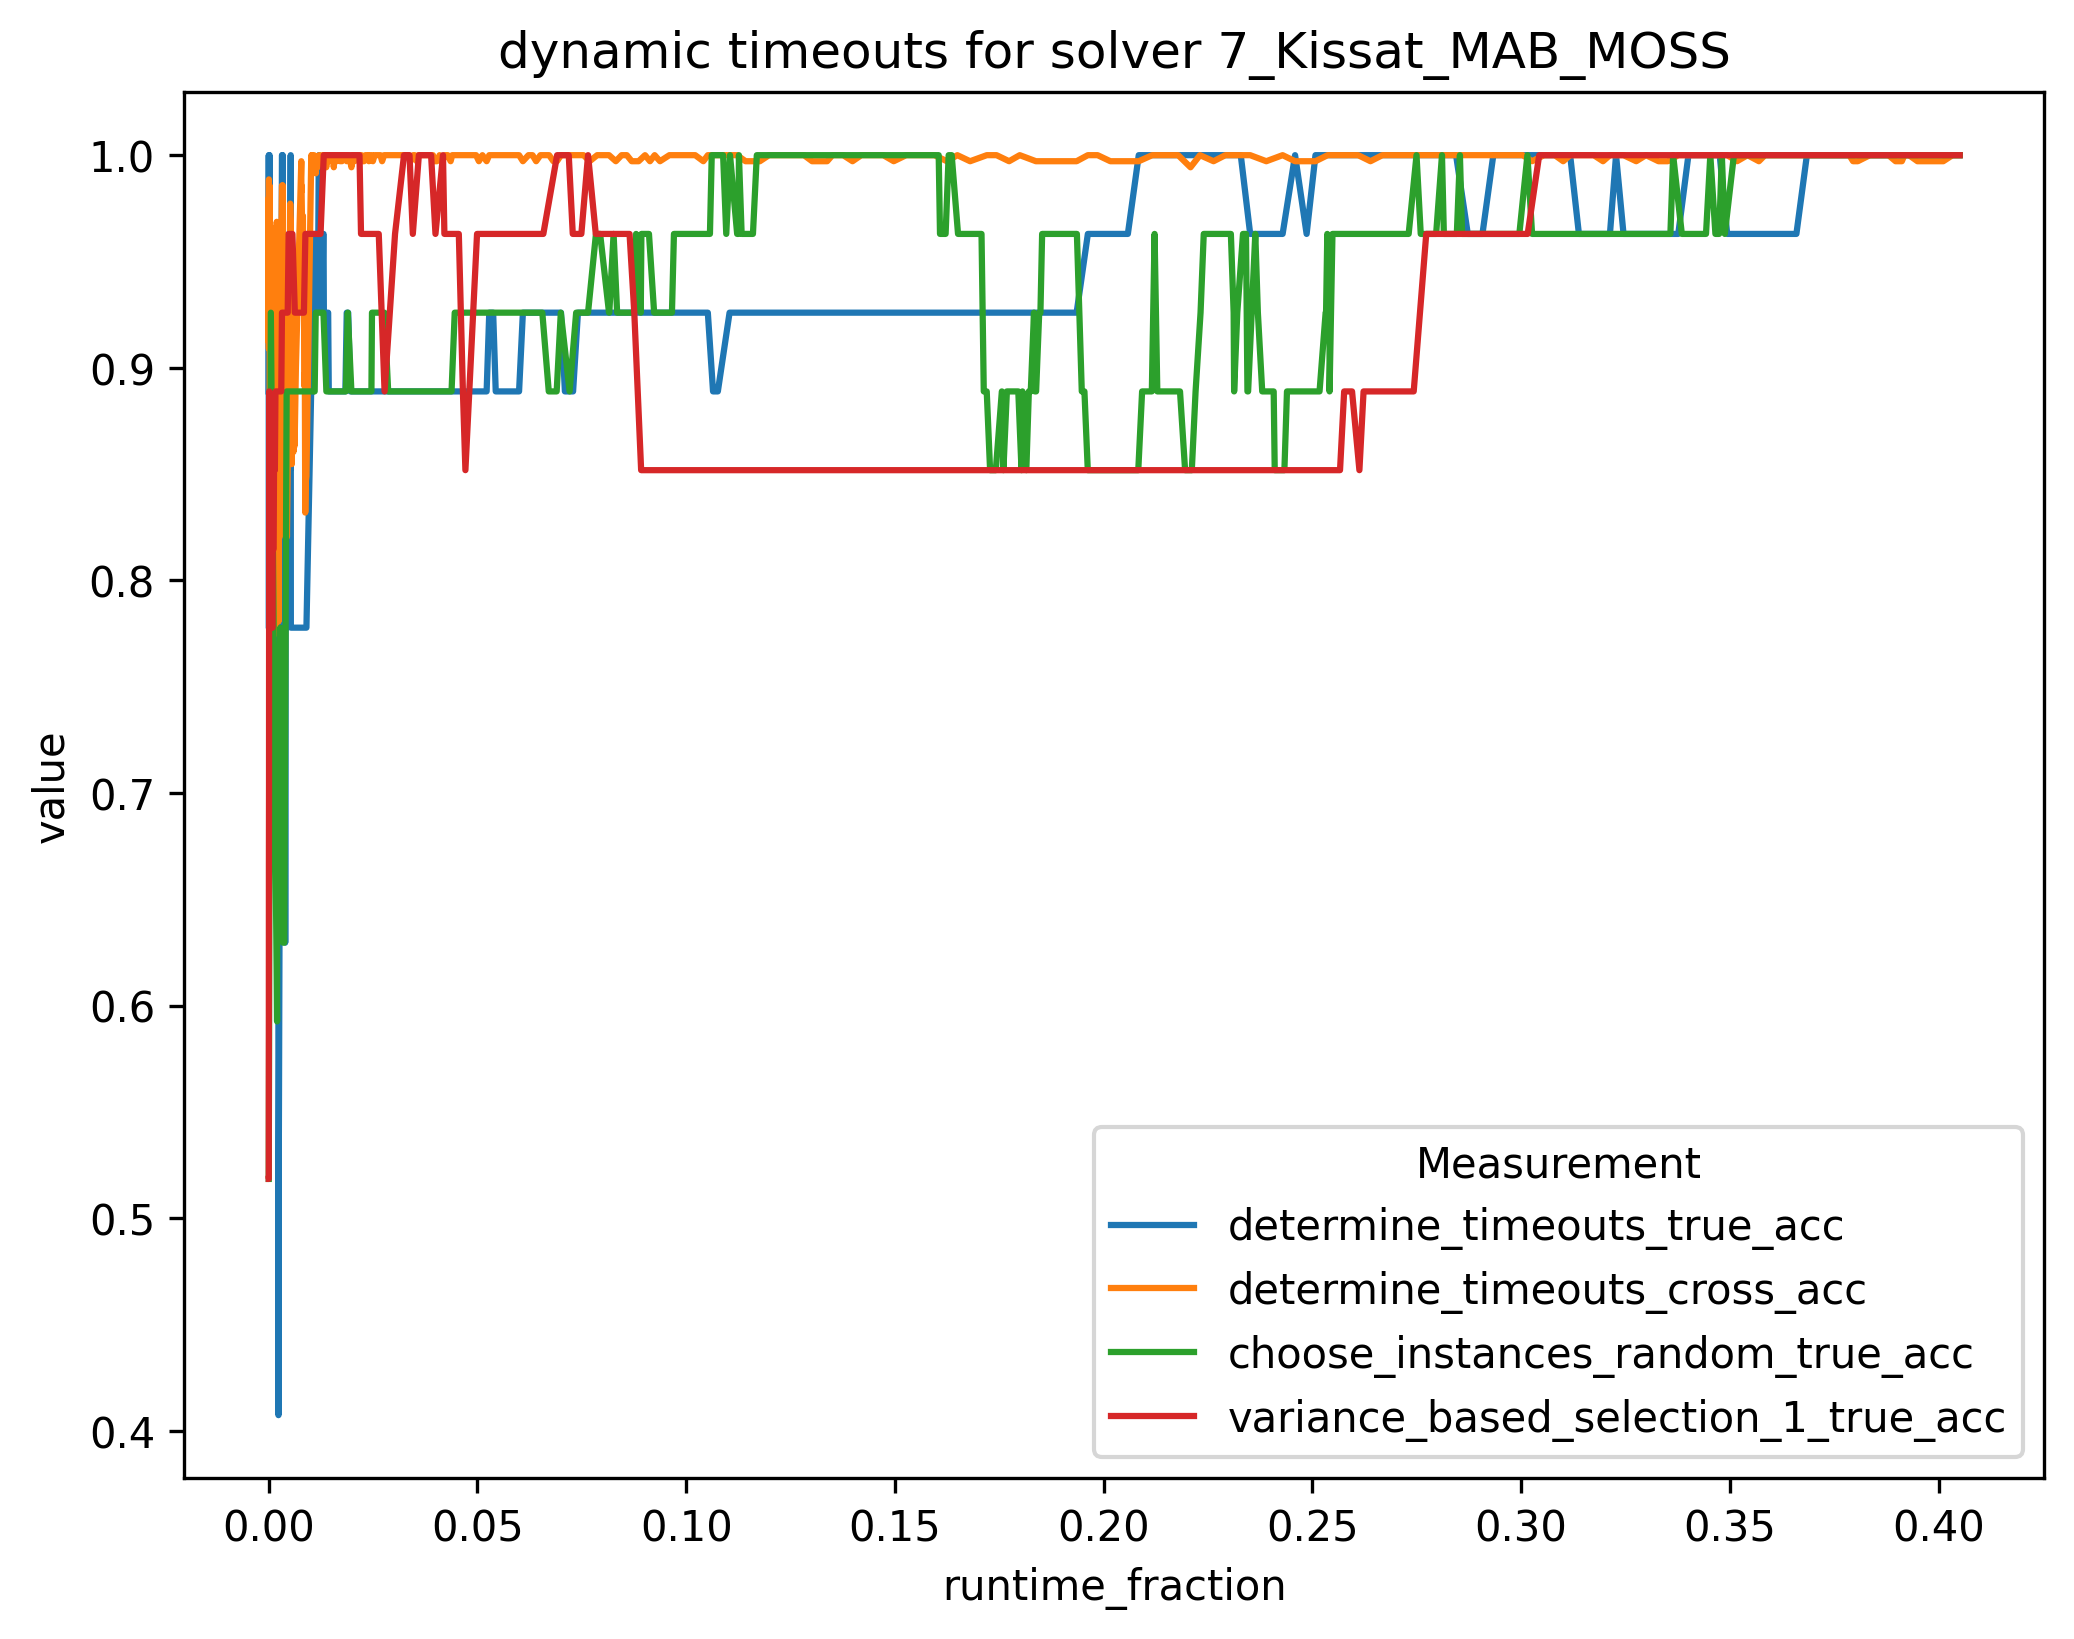 dynamic timeouts for solver 7_Kissat_MAB_MOSS
1.0
0.9
0.8
0.7
0.6
0.5
0.4
value
0.00 0.05 0.10 0.15 0.20 0.25 0.30 0.35 0.40
runtime_fraction
Measurement
determine_timeouts_true_acc
determine_timeouts_cross_acc
choose_instances_random_true_acc
variance_based_selection_1_true_acc